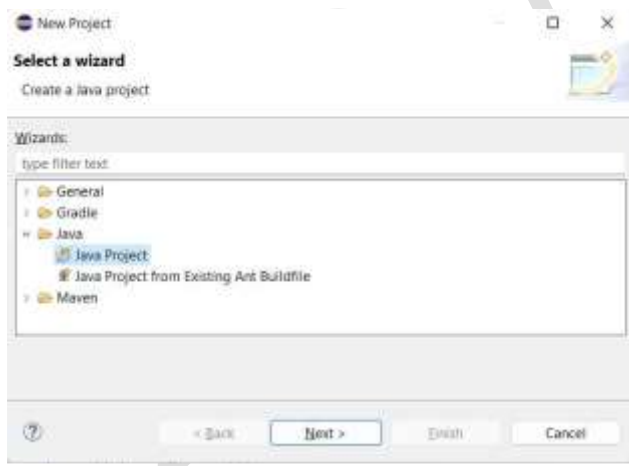 New Project
Select a wizard
Create a Java project
Wizards:
type filter text
General
Gradle
Java
Java Project
Java Project from Existing Ant Buildfile
Maven
< Back Next > Finish Cancel